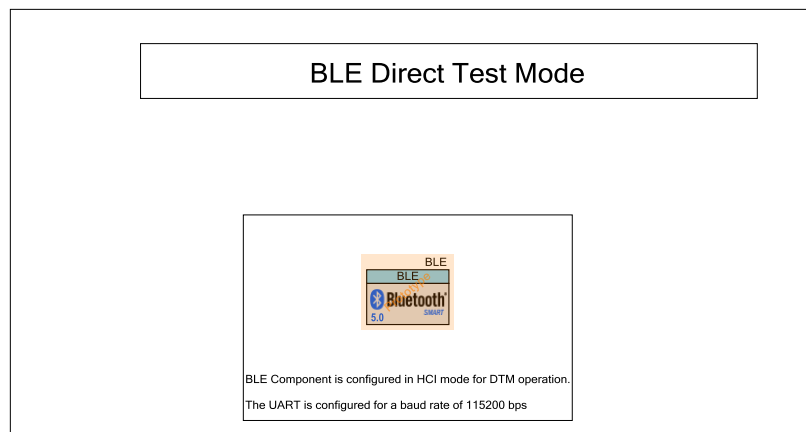 BLE Direct Test Mode
BLE
BLE
Bluetooth
SMART
5.0
prototype
BLE Component is configured in HCI mode for DTM operation.
The UART is configured for a baud rate of 115200 bps